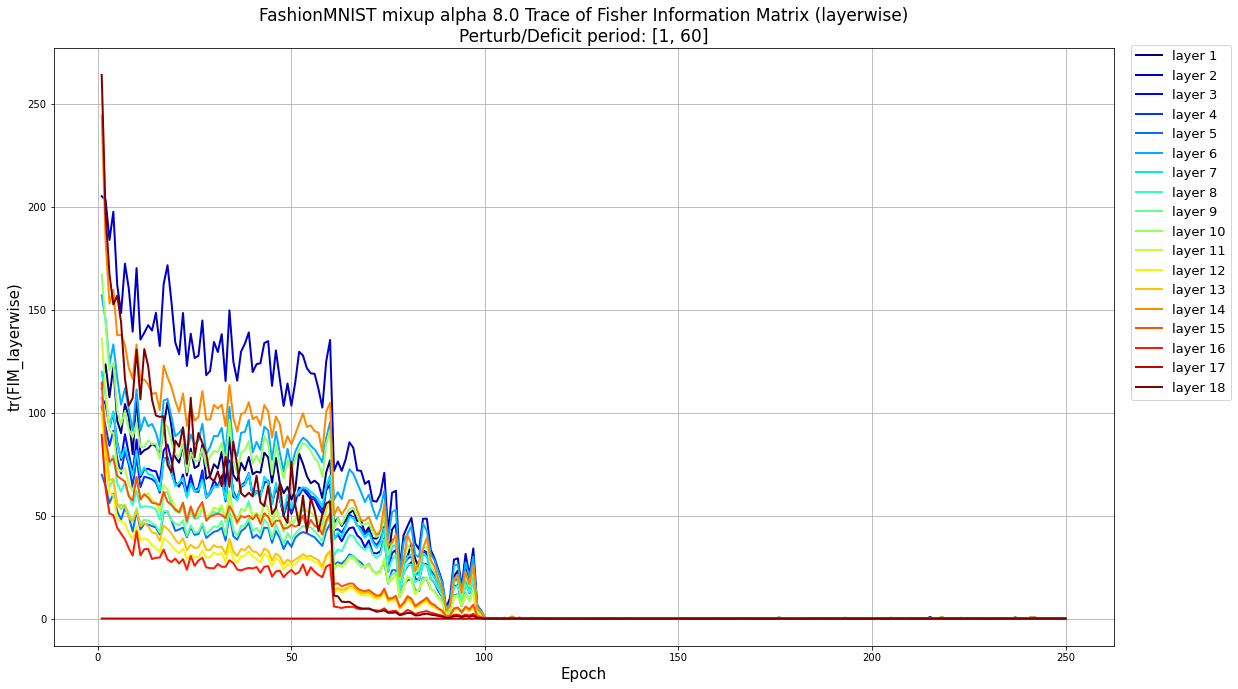 FashionMNIST mixup alpha 8.0 Trace of Fisher Information Matrix (layerwise)
Perturb/Deficit period: [1, 60]
tr(FIM_layerwise)
250
200
150
100
50
0
0
50
100
150
200
250
Epoch
layer 1
layer 2
layer 3
layer 4
layer 5
layer 6
layer 7
layer 8
layer 9
layer 10
layer 11
layer 12
layer 13
layer 14
layer 15
layer 16
layer 17
layer 18